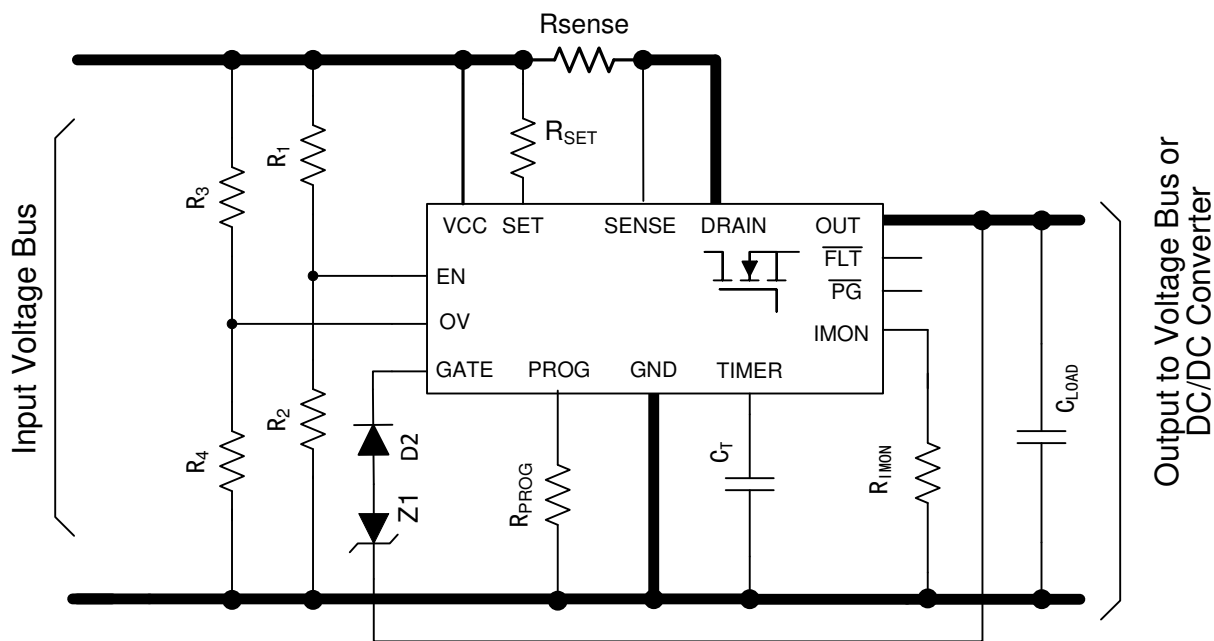 Rsense
R1
RSET
R3
Input Voltage Bus
Output to Voltage Bus or
DC/DC Converter
VCC SET SENSE DRAIN OUT
FLT
EN
PG
OV
IMON
GATE PROG GND TIMER
R2
R4
D2
Z1
RPROG
CT
RIMON
CLOAD